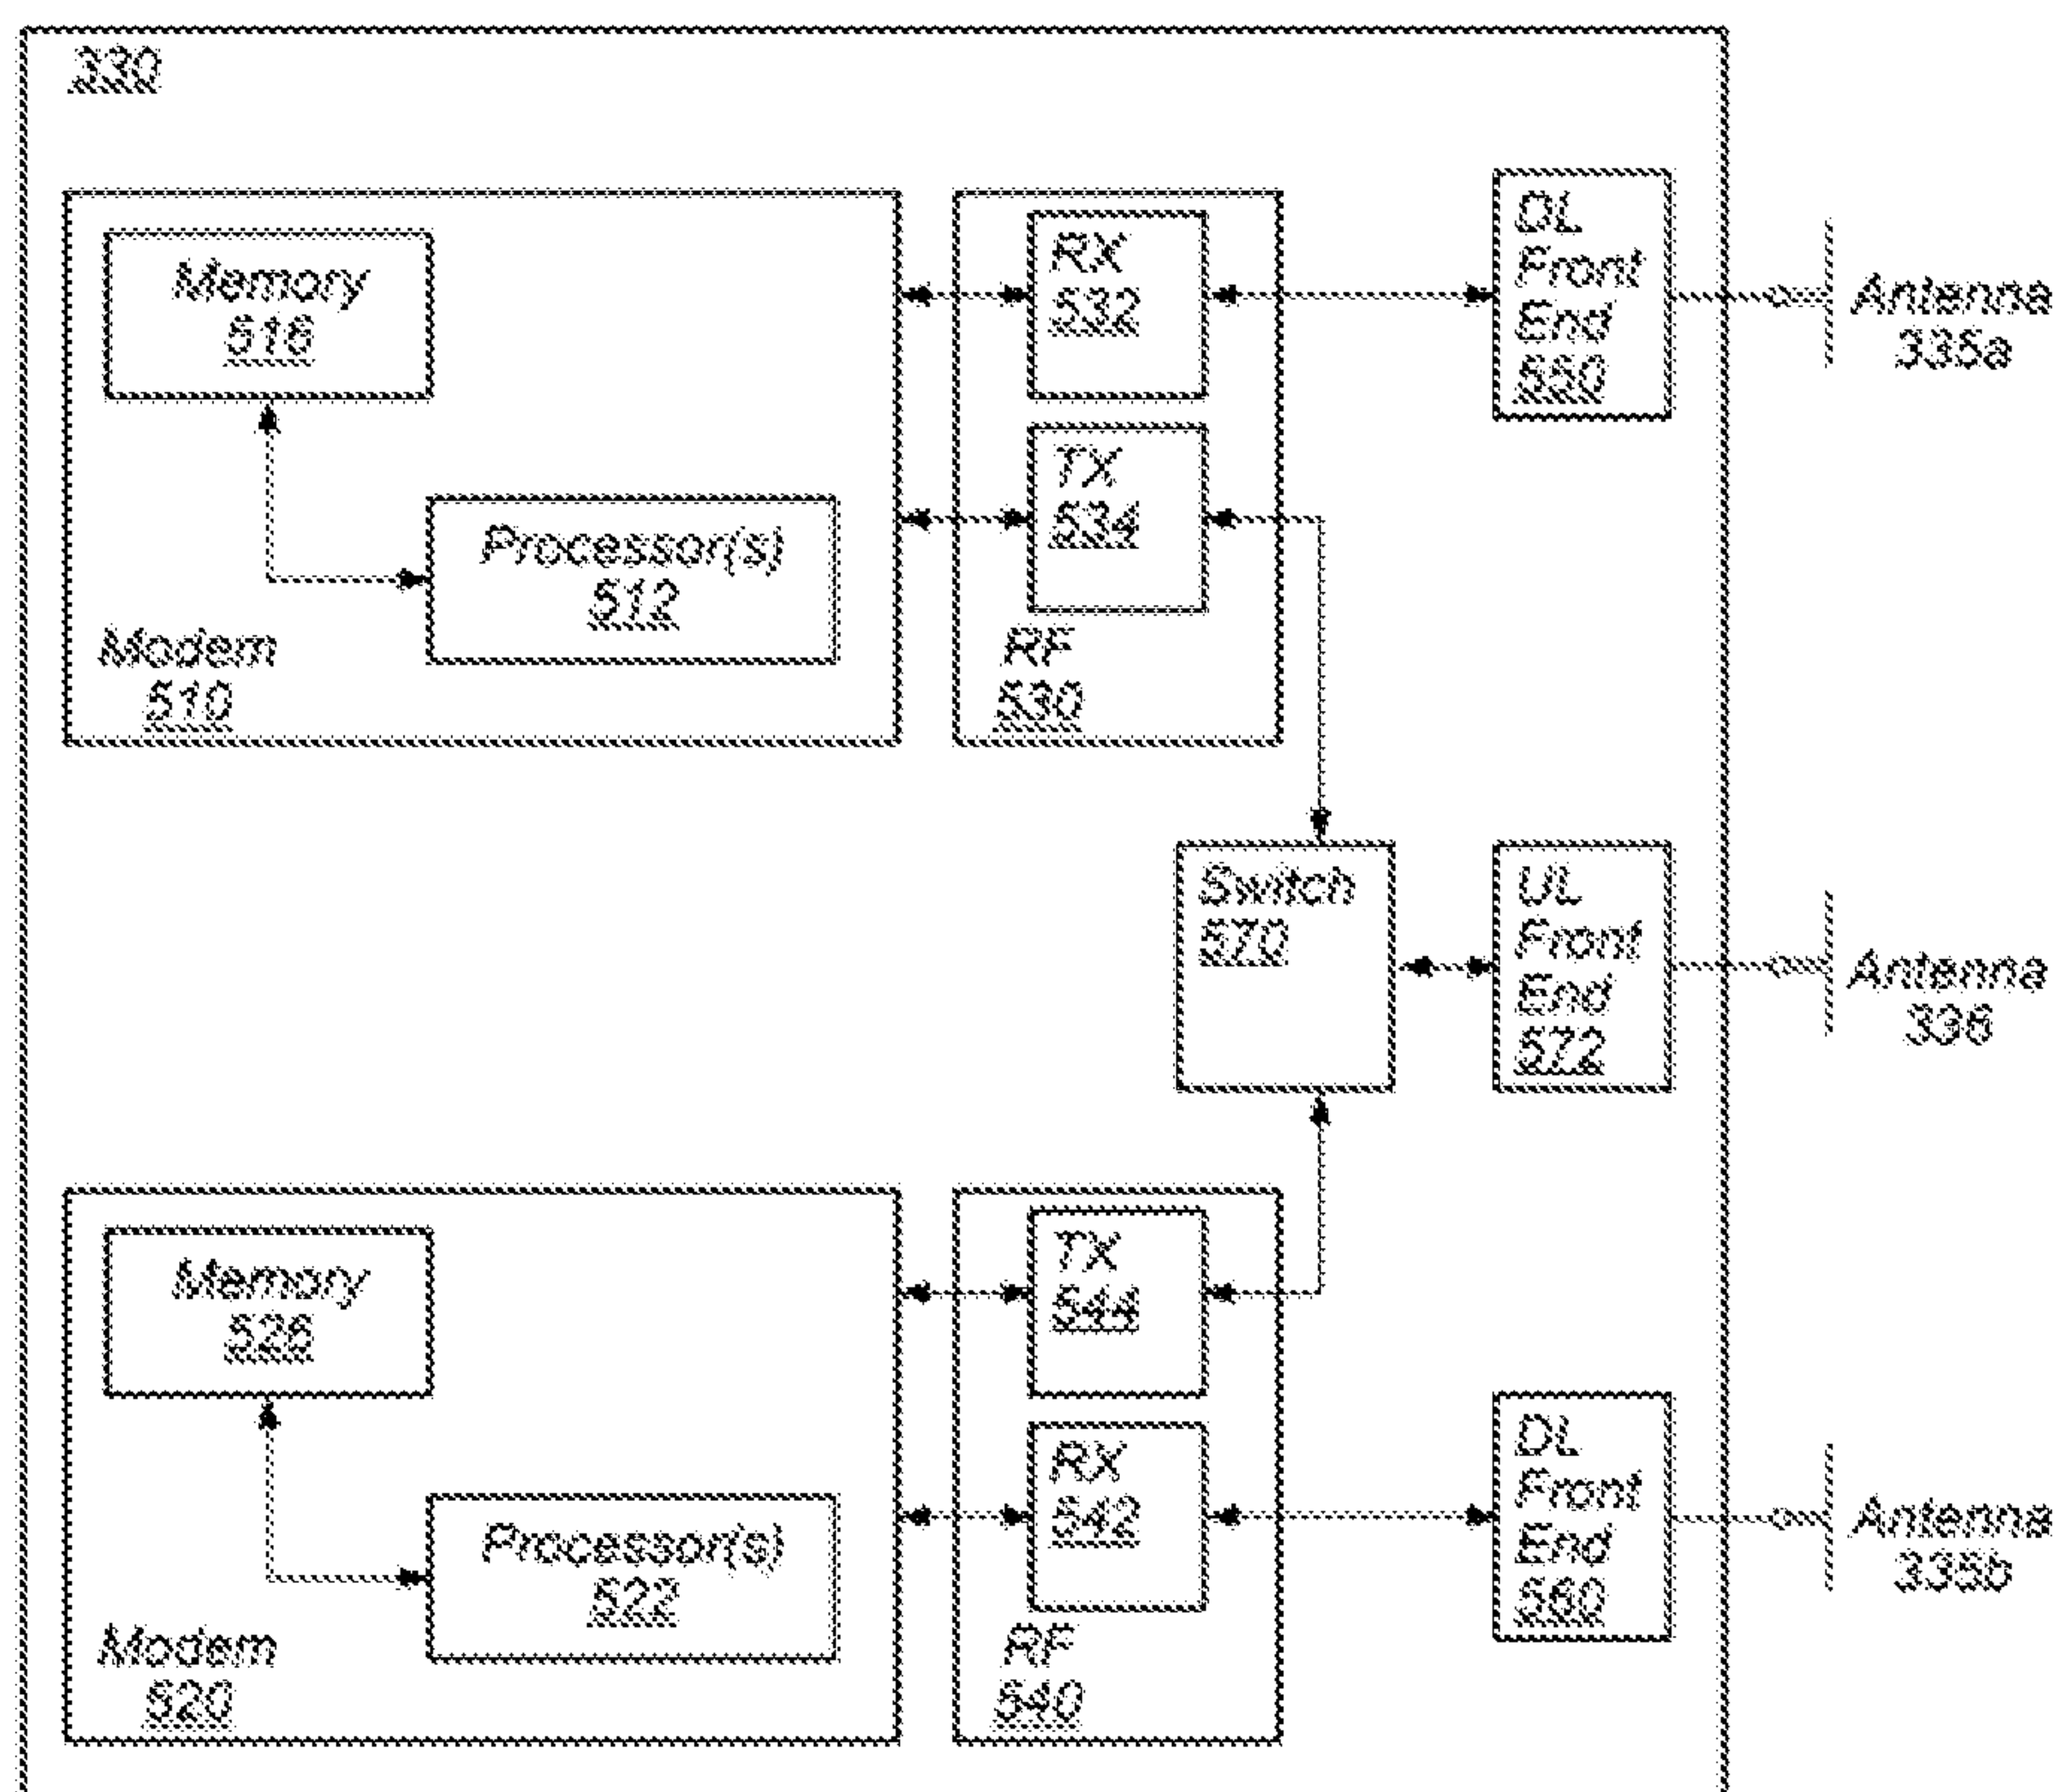 330
Memory
516
Processor(s)
512
Modem
510
RX
532
TX
534
RF
530
DL
Front
End
550
Antenna
335a
Switch
570
UL
Front
End
572
Antenna
336
Memory
526
Processor(s)
522
Modem
520
TX
544
RX
542
RF
540
DL
Front
End
560
Antenna
335b